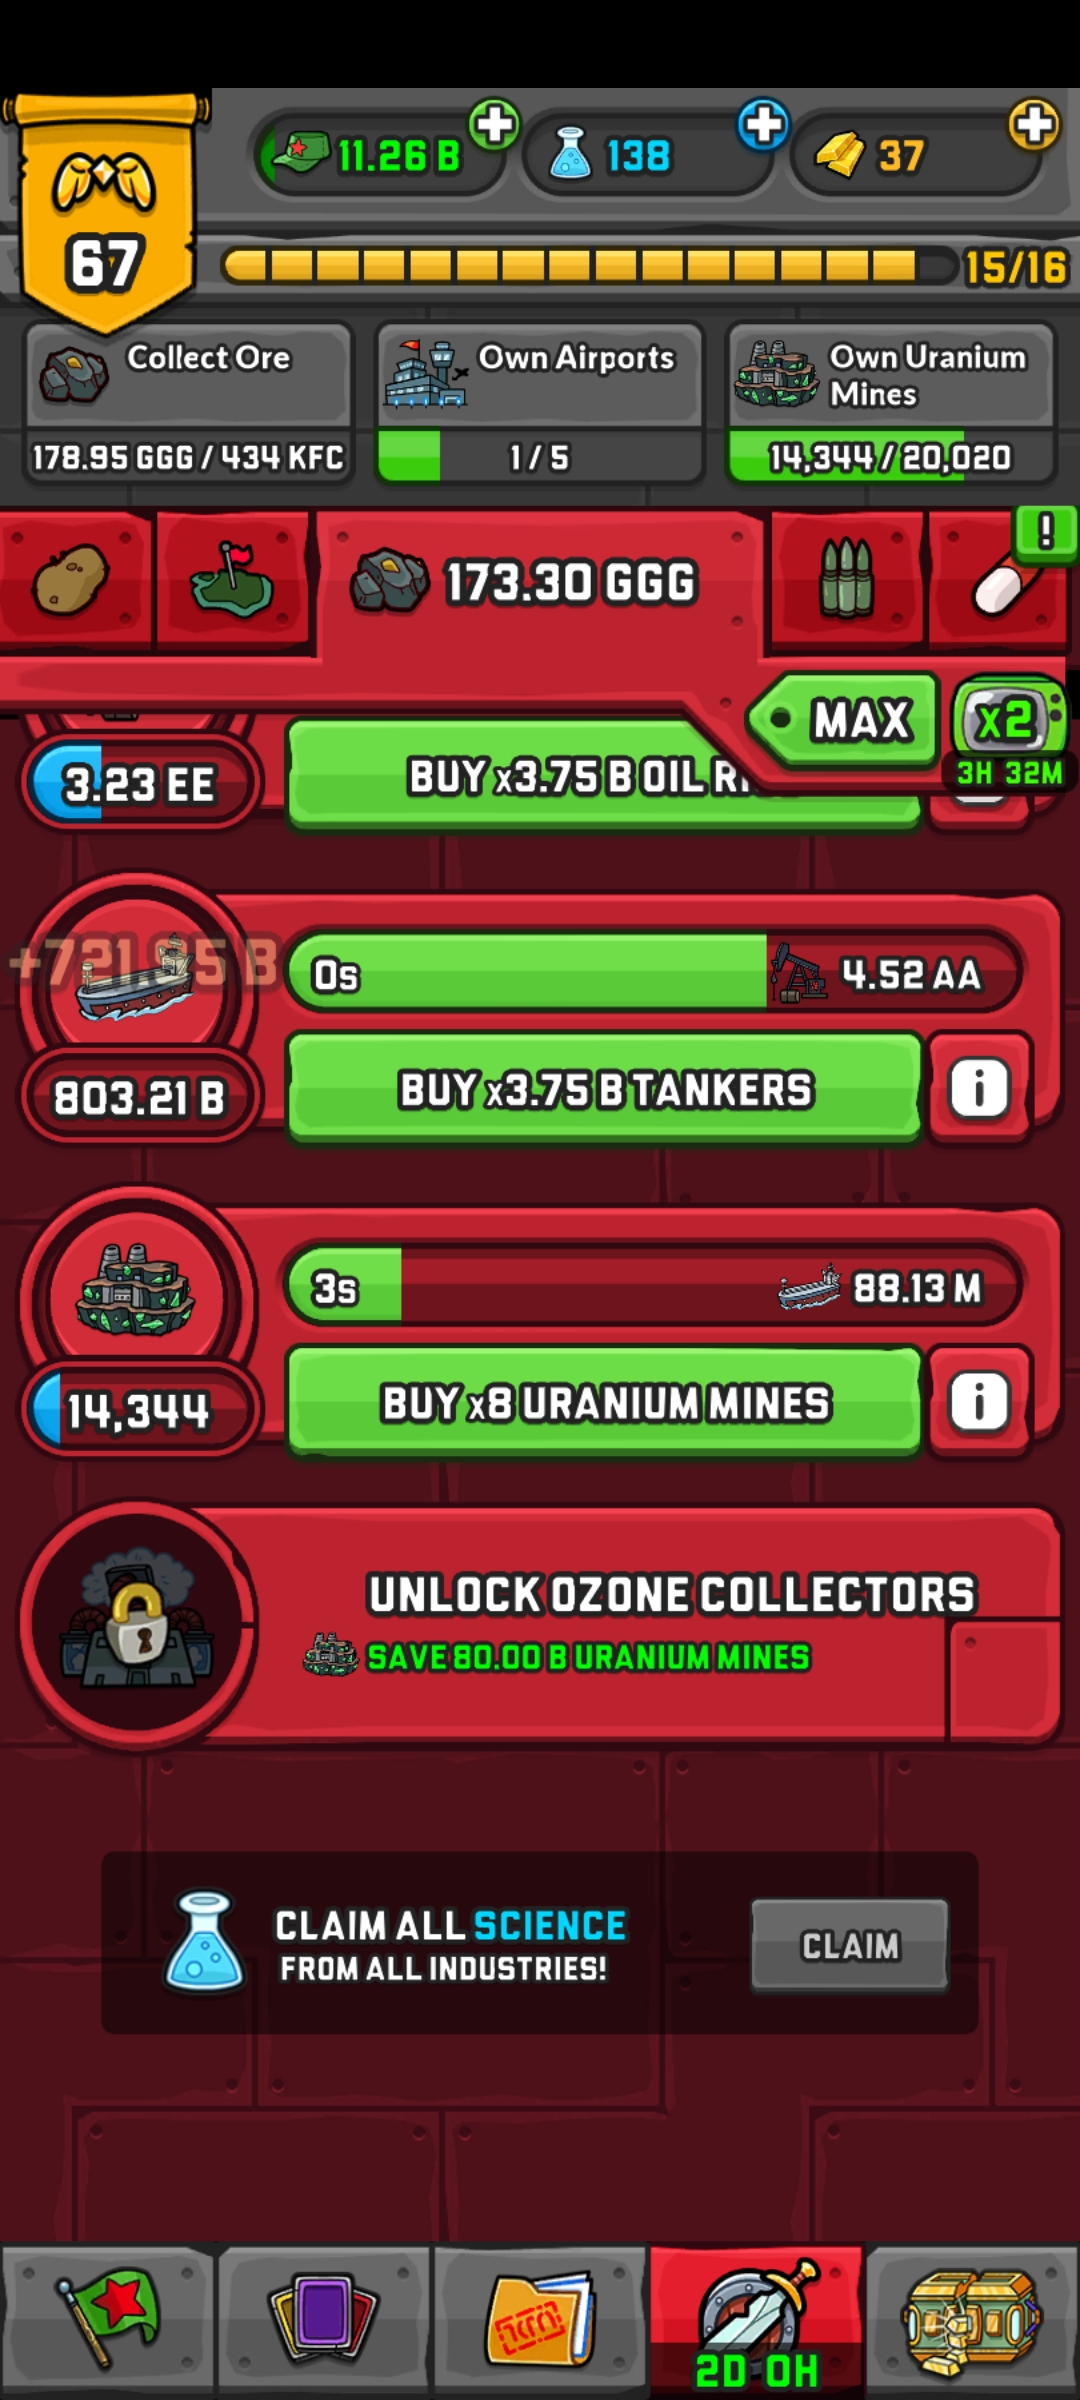 11.26 B
138
37
67
15/16
Collect Ore
178.95 GGG / 434 KFC
Own Airports
1 / 5
Own Uranium
Mines
14,344 / 20,020
173.30 GGG
!
MAX
x2
3H 32M
3.23 EE
BUY x3.75 B OIL
0s
4.52 AA
803.21 B
BUY x3.75 B TANKERS
i
3s
88.13 M
14,344
BUY x8 URANIUM MINES
i
UNLOCK OZONE COLLECTORS
SAVE 80.00 B URANIUM MINES
CLAIM ALL SCIENCE
FROM ALL INDUSTRIES!
CLAIM
2D 0H